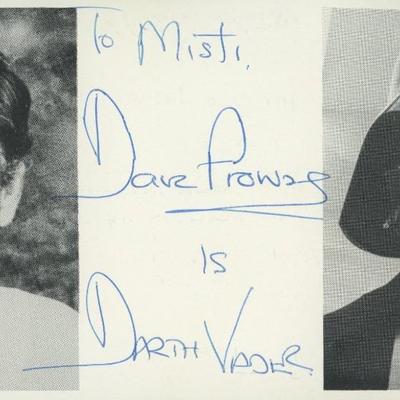 To Misti,
Dave Prowse
is
Darth Vader